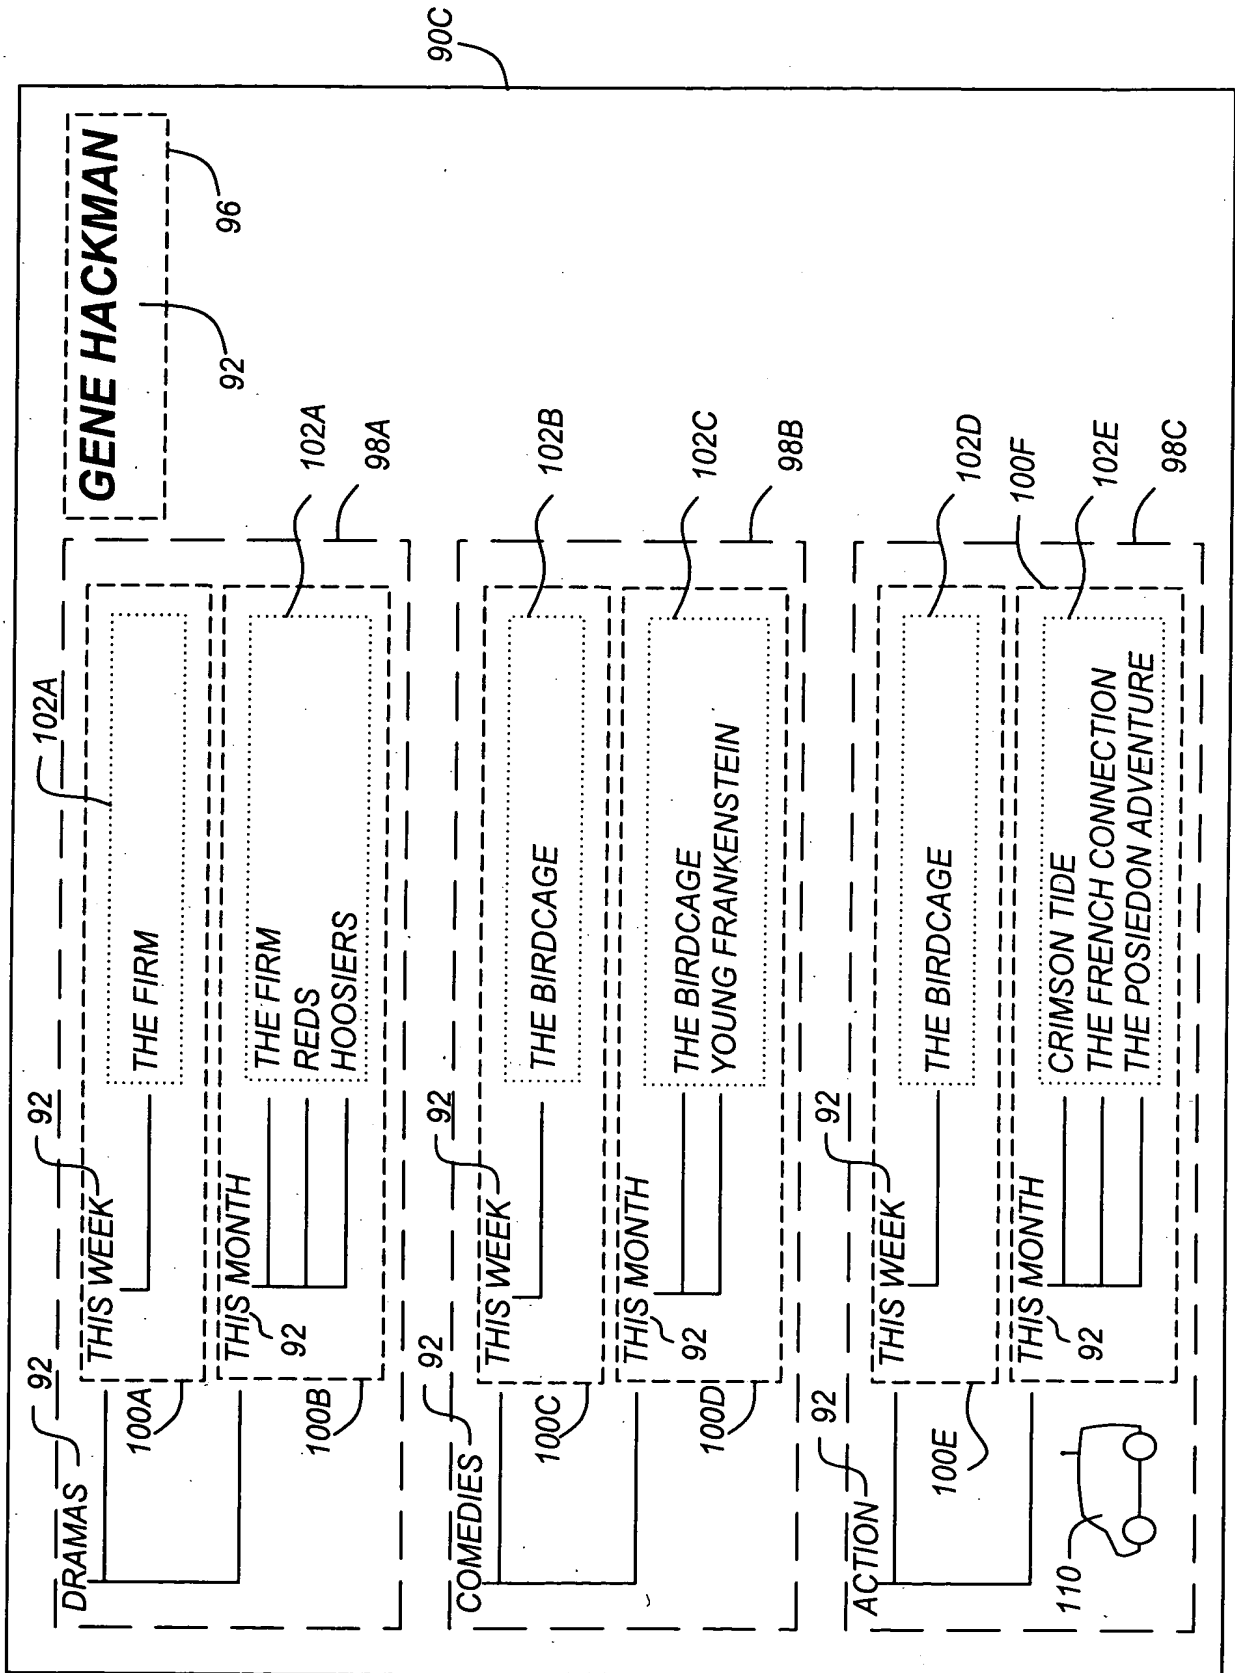 90C
GENE HACKMAN
96
92
DRAMAS
92
THIS WEEK
92
102A
THE FIRM
100A
THIS MONTH
92
THE FIRM
REDS
HOOSIERS
102A
98A
100B
COMEDIES
92
THIS WEEK
92
THE BIRDCAGE
102B
100C
THIS MONTH
92
THE BIRDCAGE
YOUNG FRANKENSTEIN
102C
98B
100D
ACTION
92
THIS WEEK
92
THE BIRDCAGE
102D
100E
THIS MONTH
92
CRIMSON TIDE
THE FRENCH CONNECTION
THE POSIEDON ADVENTURE
100F
102E
98C
110